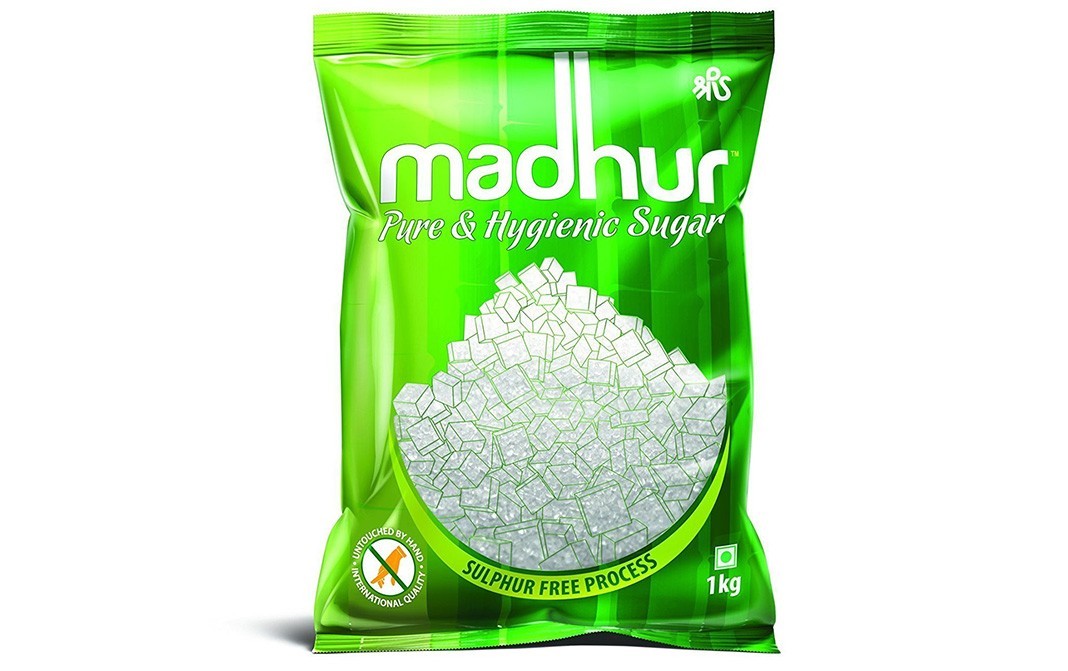 श्री
madhur™
Pure & Hygienic Sugar
UNTOUCHED BY HAND
• INTERNATIONAL QUALITY •
SULPHUR FREE PROCESS
1kg